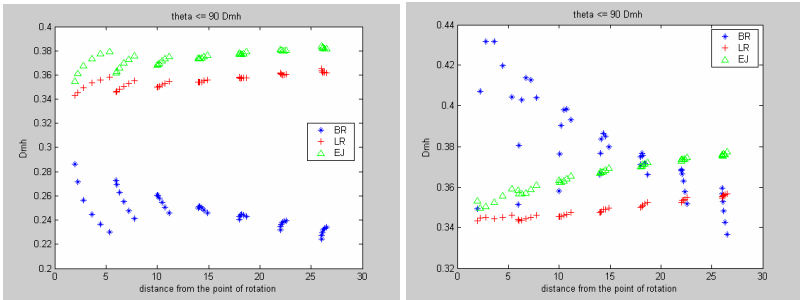 theta <= 90 Dmh
0.4
0.38
0.36
0.34
0.32
0.3
0.28
0.26
0.24
0.22
0.2
Dmh
BR
LR
EJ
0 5 10 15 20 25 30
distance from the point of rotation
theta <= 90 Dmh
0.44
0.42
0.4
0.38
0.36
0.34
0.32
Dmh
BR
LR
EJ
0 5 10 15 20 25 30
distance from the point of rotation